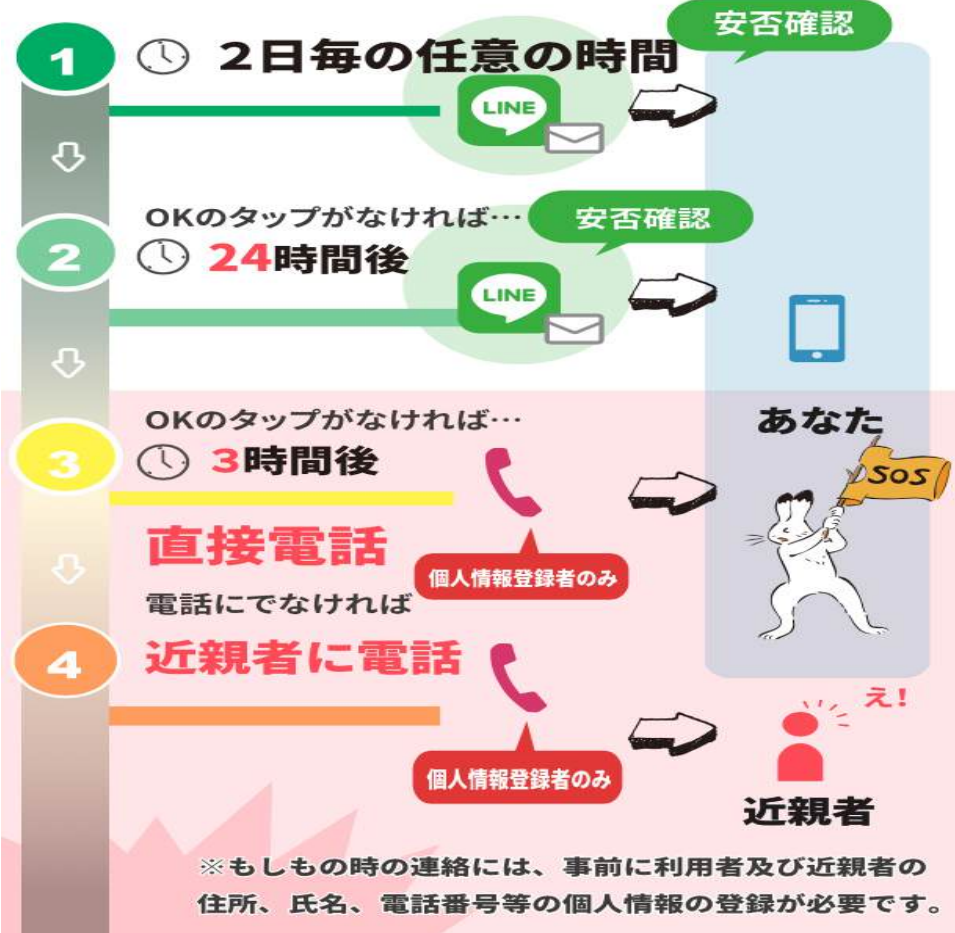 安否確認
1
2日毎の任意の時間
LINE
OKのタップがなければ…
安否確認
2
24時間後
LINE
OKのタップがなければ…
あなた
3
3時間後
SOS
直接電話
個人情報登録者のみ
電話にでなければ
4
近親者に電話
え!
個人情報登録者のみ
近親者
※もしもの時の連絡には、事前に利用者及び近親者の
住所、氏名、電話番号等の個人情報の登録が必要です。